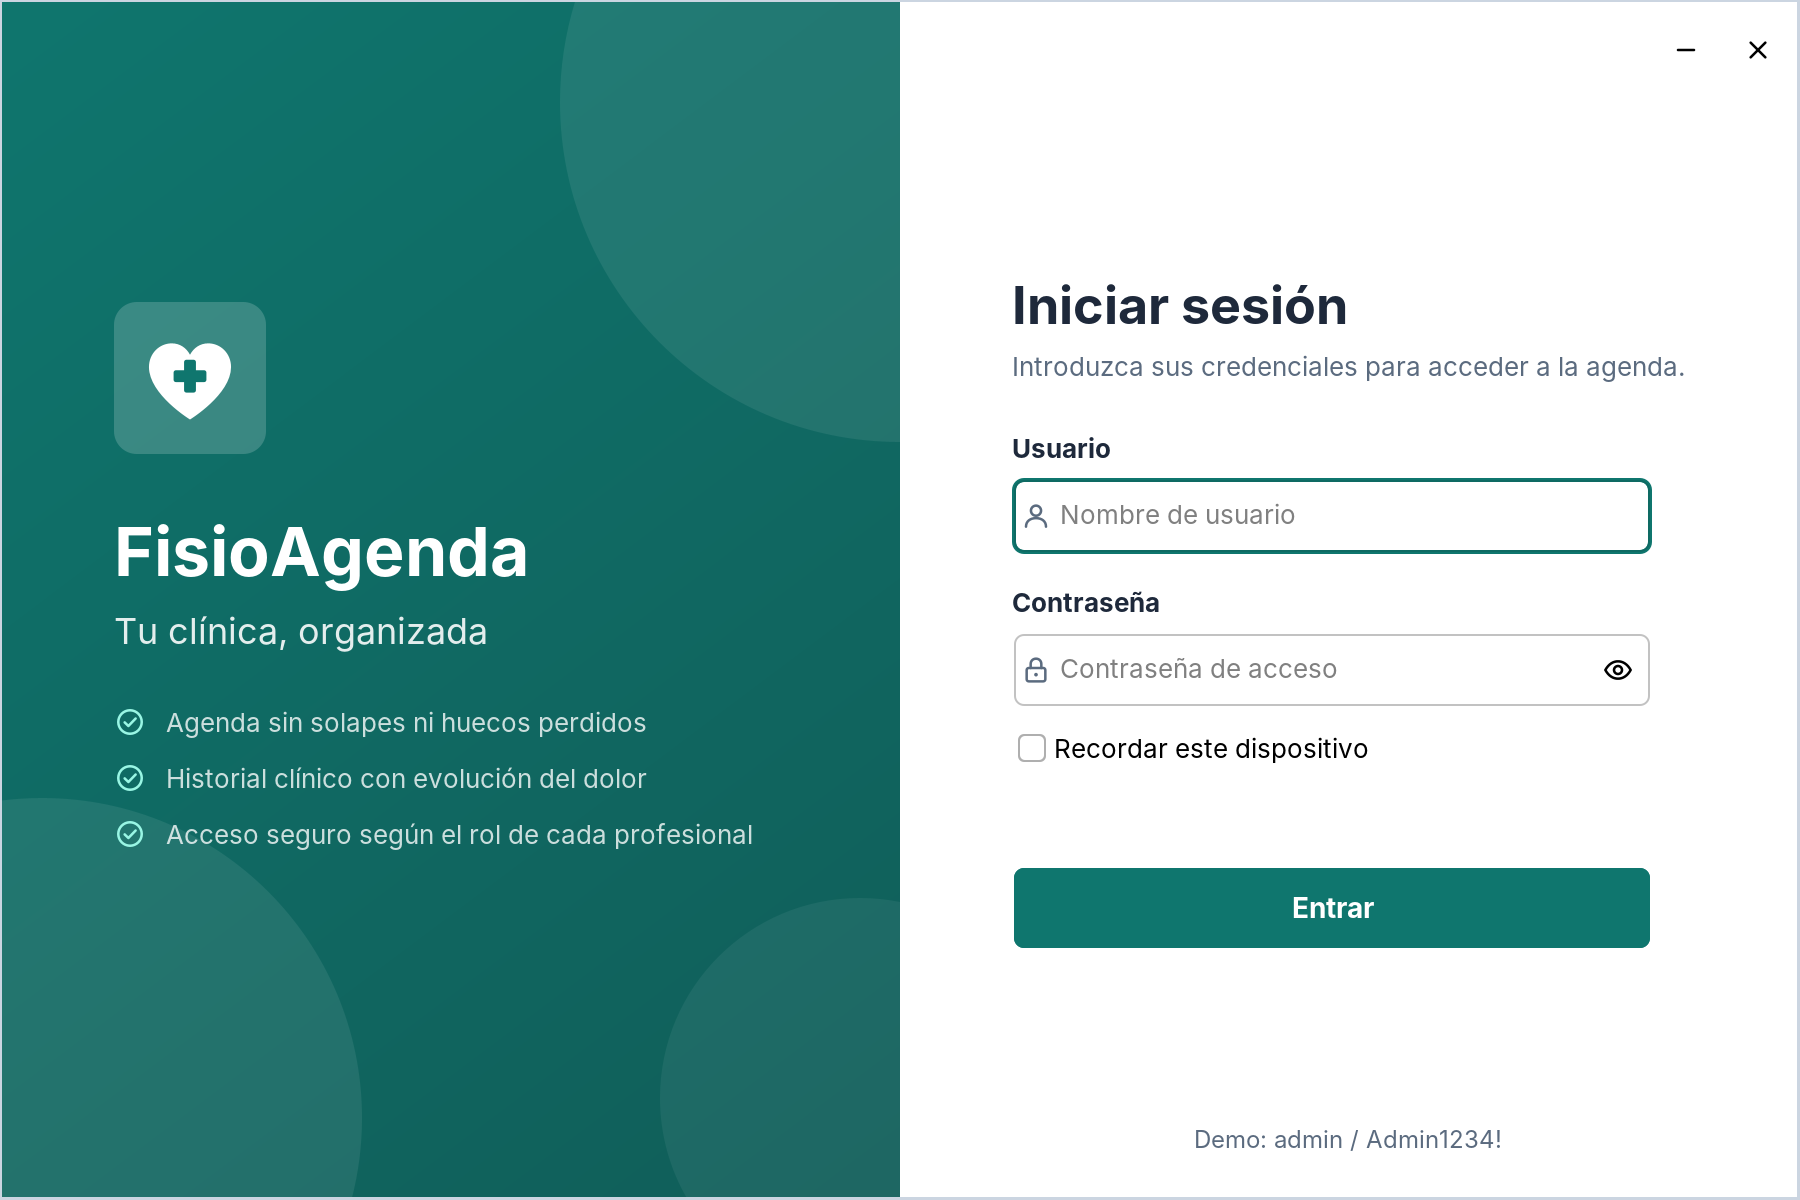 FisioAgenda
Tu clínica, organizada
Agenda sin solapes ni huecos perdidos
Historial clínico con evolución del dolor
Acceso seguro según el rol de cada profesional
Iniciar sesión
Introduzca sus credenciales para acceder a la agenda.
Usuario
Nombre de usuario
Contraseña
Contraseña de acceso
Recordar este dispositivo
Entrar
Demo: admin / Admin1234!